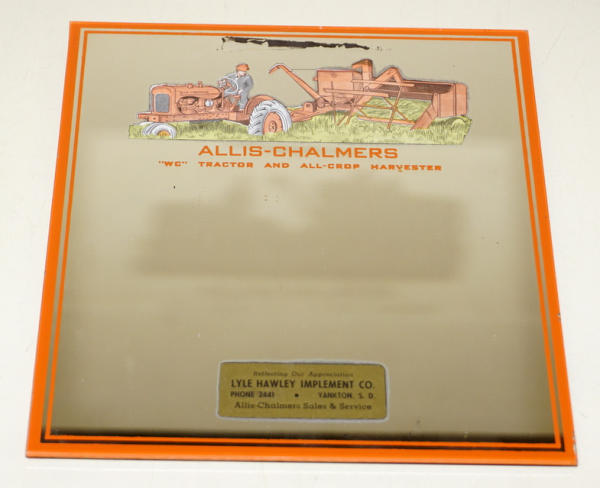 ALLIS-CHALMERS
"WC" TRACTOR AND ALL-CROP HARVESTER
Reflecting Our Appreciation
LYLE HAWLEY IMPLEMENT CO.
PHONE 2441 • YANKTON, S. D.
Allis-Chalmers Sales & Service